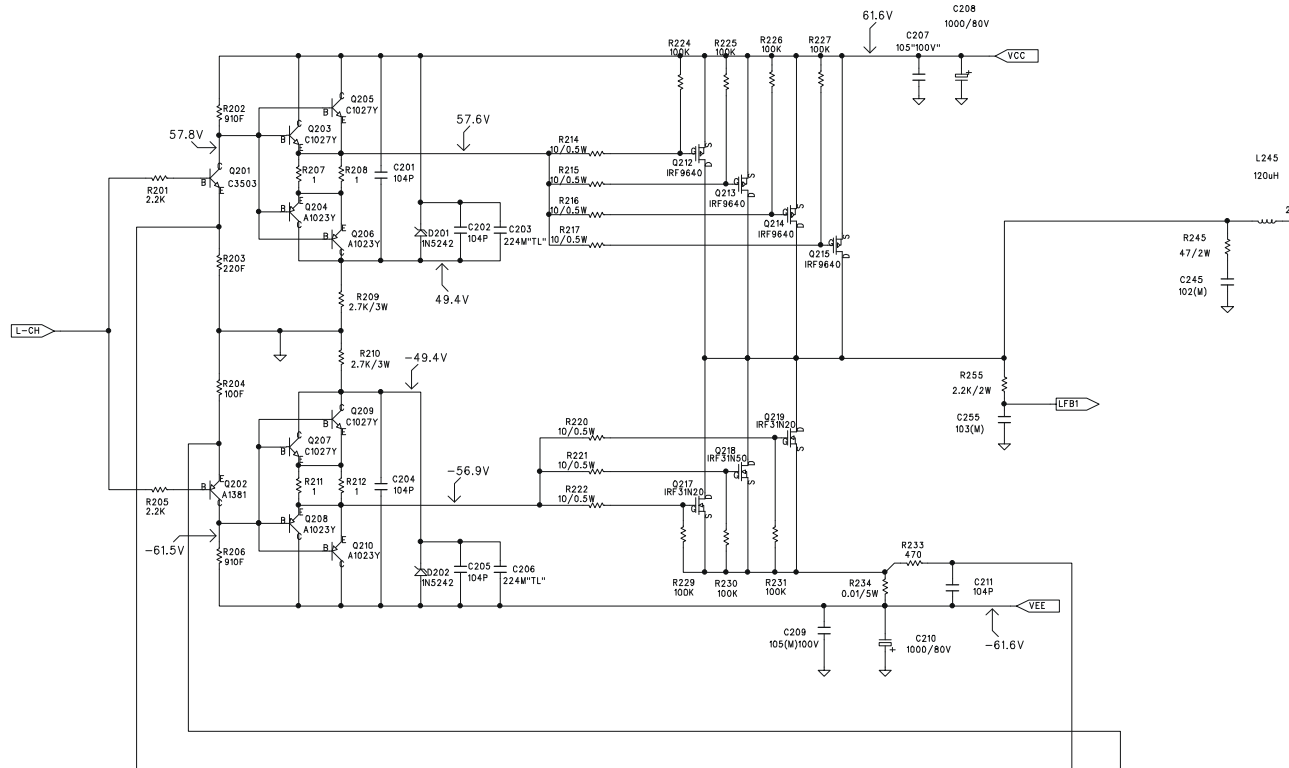 61.6V
C208
1000/80V
C207
105"100V"
VCC
R224
100K
R225
100K
R226
100K
R227
100K
R202
910F
57.8V
Q205
C1027Y
Q203
C1027Y
C
B
E
C
B
E
57.6V
R214
10/0.5W
R215
10/0.5W
R216
10/0.5W
R217
10/0.5W
Q212
IRF9640
G
S
D
Q213
IRF9640
G
S
D
Q214
IRF9640
G
S
D
Q215
IRF9640
G
S
D
L245
120uH
2
Q201
C3503
C
B
E
R201
2.2K
R207
1
R208
1
C201
104P
Q204
A1023Y
B
E
C
Q206
A1023Y
B
E
C
D201
1N5242
C202
104P
C203
224M"TL"
R203
220F
R245
47/2W
C245
102(M)
49.4V
R209
2.7K/3W
L-CH
R210
2.7K/3W
-49.4V
R204
100F
R255
2.2K/2W
LFB1
C255
103(M)
Q209
C1027Y
C
B
E
Q207
C1027Y
C
B
E
R220
10/0.5W
R221
10/0.5W
R222
10/0.5W
Q219
IRF31N20
G
D
S
Q218
IRF31N50
G
D
S
Q217
IRF31N20
G
D
S
Q202
A1381
E
B
C
R205
2.2K
R211
1
R212
1
C204
104P
-56.9V
Q208
A1023Y
B
E
C
Q210
A1023Y
B
E
C
-61.5V
R206
910F
D202
1N5242
C205
104P
C206
224M"TL"
R229
100K
R230
100K
R231
100K
R233
470
R234
0.01/5W
C211
104P
VEE
C209
105(M)100V
C210
1000/80V
-61.6V